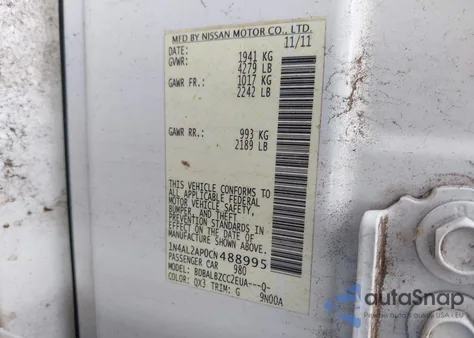 MFD BY NISSAN MOTOR CO., LTD.
DATE: 11/11
GVWR: 1941 KG
4279 LB
GAWR FR.: 1017 KG
2242 LB
GAWR RR.: 993 KG
2189 LB
THIS VEHICLE CONFORMS TO
ALL APPLICABLE FEDERAL
MOTOR VEHICLE SAFETY,
BUMPER, AND THEFT
PREVENTION STANDARDS IN
EFFECT ON THE DATE OF
MANUFACTURE SHOWN ABOVE.
1N4AL2AP0CN488995
PASSENGER CAR 980
MODEL: BDBALBZCC2EUA---Q-
COLOR: QX3 TRIM: G 9N00A
autoSnap